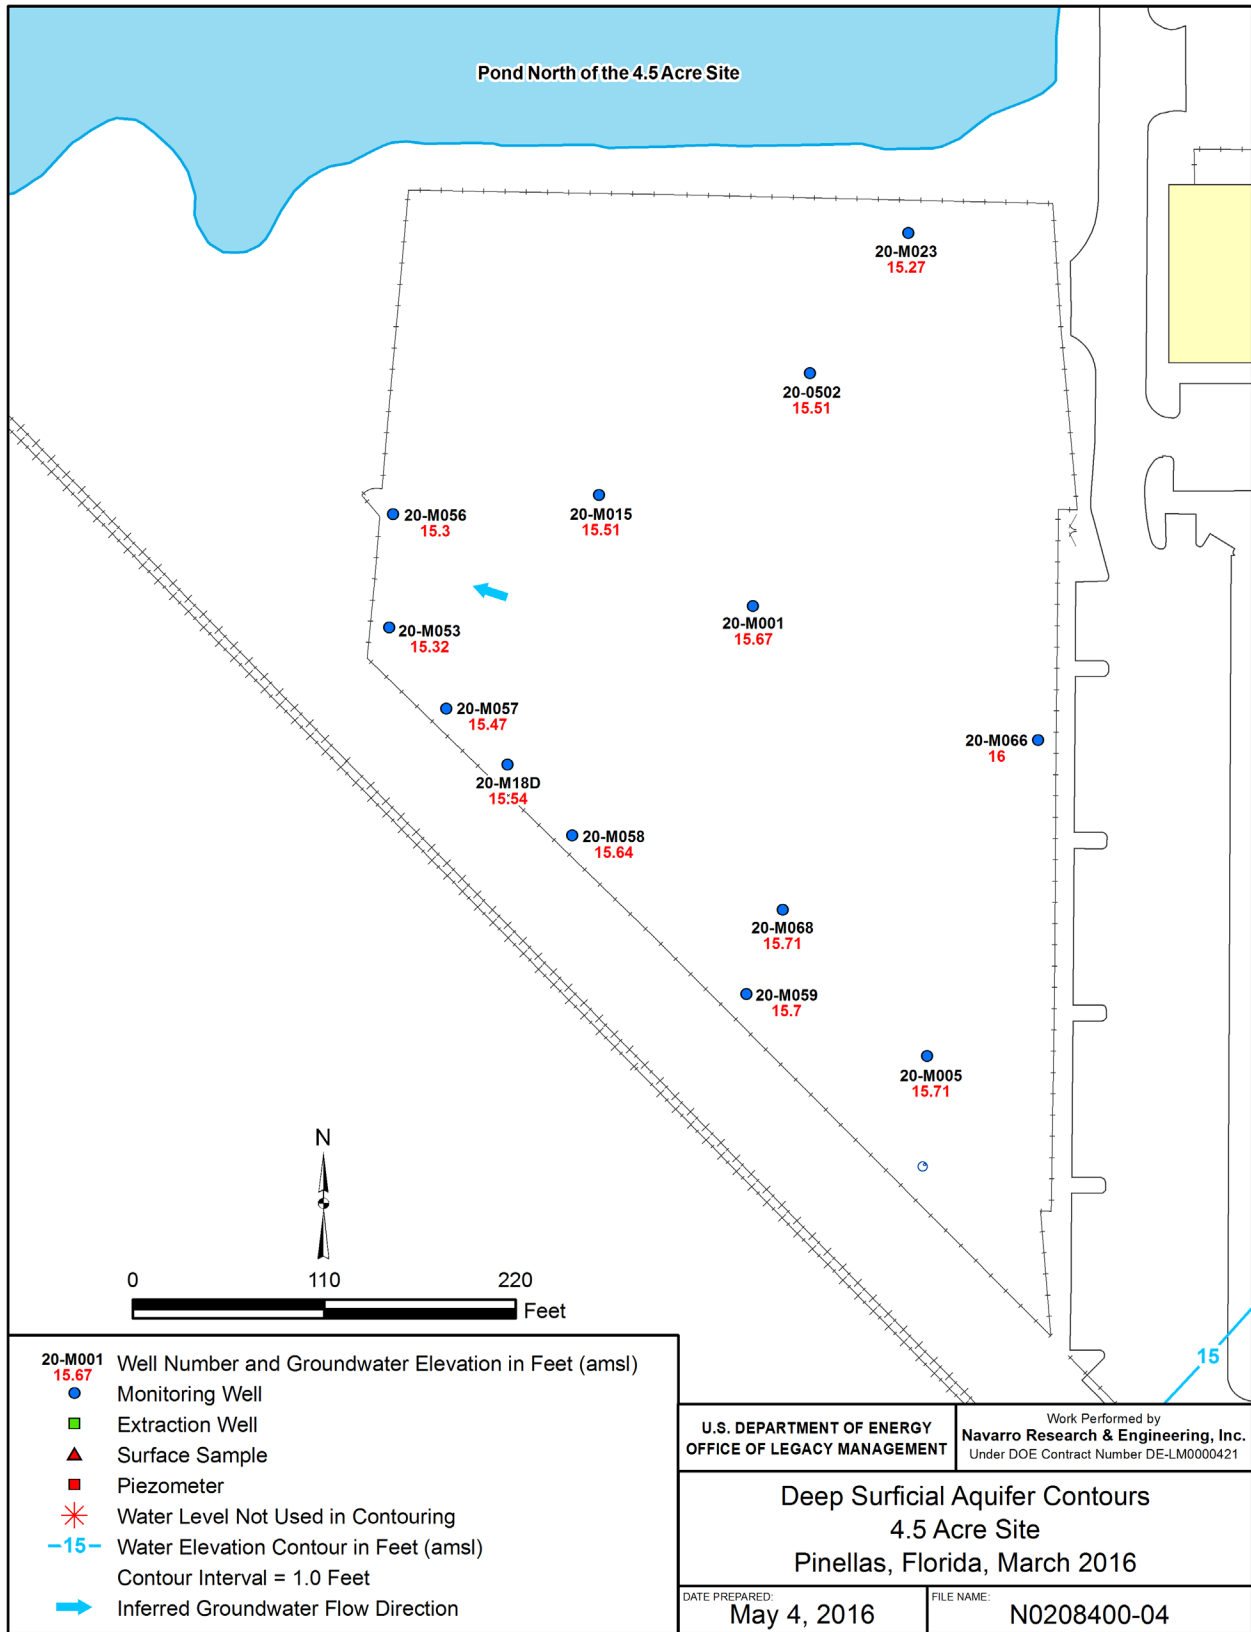 Pond North of the 4.5 Acre Site
20-M023
15.27
20-0502
15.51
20-M056
15.3
20-M015
15.51
20-M053
15.32
20-M001
15.67
20-M057
15.47
20-M066
16
20-M18D
15.54
20-M058
15.64
20-M068
15.71
20-M059
15.7
20-M005
15.71
N
0 110 220
Feet
15
20-M001
15.67
Well Number and Groundwater Elevation in Feet (amsl)
Monitoring Well
Extraction Well
Surface Sample
Piezometer
Water Level Not Used in Contouring
15
Water Elevation Contour in Feet (amsl)
Contour Interval = 1.0 Feet
Inferred Groundwater Flow Direction
U.S. DEPARTMENT OF ENERGY
OFFICE OF LEGACY MANAGEMENT
Work Performed by
Navarro Research & Engineering, Inc.
Under DOE Contract Number DE-LM0000421
Deep Surficial Aquifer Contours
4.5 Acre Site
Pinellas, Florida, March 2016
DATE PREPARED:
May 4, 2016
FILE NAME:
N0208400-04